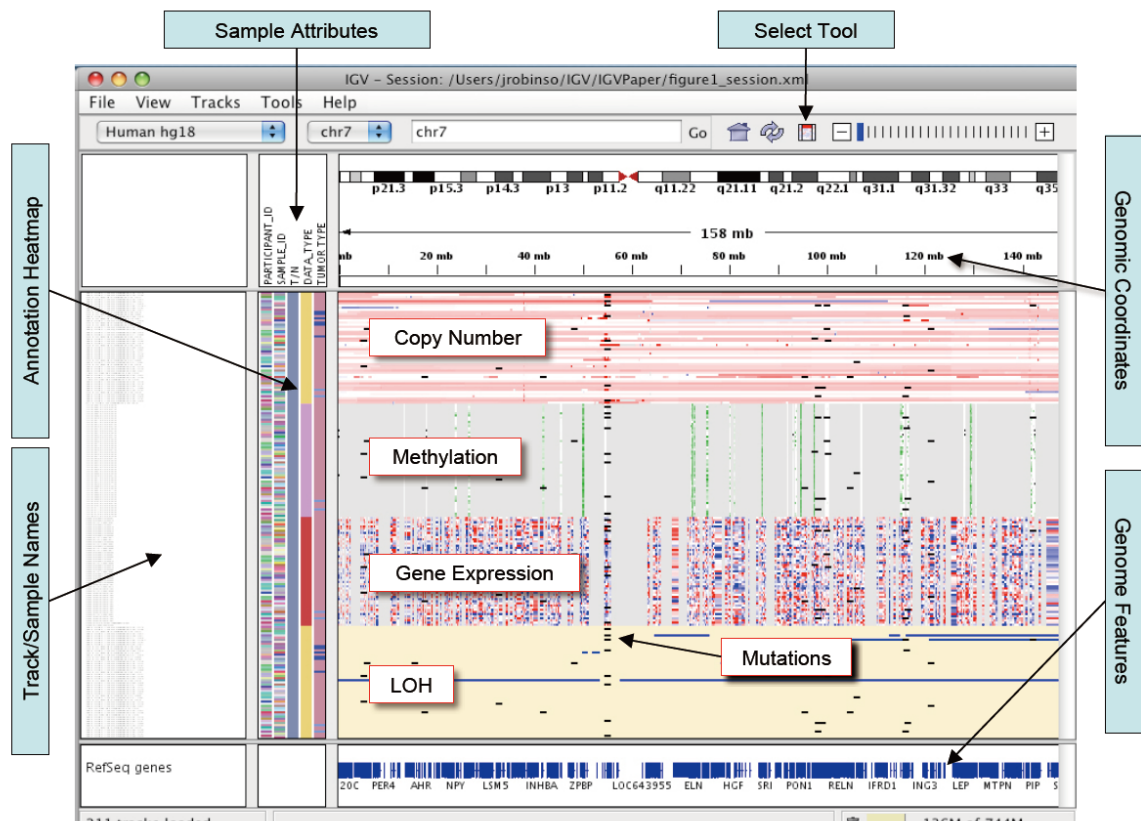 Sample Attributes
Select Tool
IGV – Session: /Users/jrobinso/IGV/IGVPaper/figure1_session.xml
File View Tracks Tools Help
Human hg18 chr7 chr7 Go
p21.3 p15.3 p14.3 p13 p11.2 q11.22 q21.11 q21.2 q22.1 q31.1 q31.32 q33 q35
PARTICIPANT_ID
SAMPLE_ID
T/N
DATA_TYPE
TUMORTYPE
158 mb
mb 20 mb 40 mb 60 mb 80 mb 100 mb 120 mb 140 mb
Annotation Heatmap
Genomic Coordinates
Copy Number
Methylation
Gene Expression
Mutations
LOH
Track/Sample Names
Genome Features
RefSeq genes
20C PER4 AHR NPY LSM5 INHBA ZPBP LOC643955 ELN HGF SRI PON1 RELN IFRD1 ING3 LEP MTPN PIP S